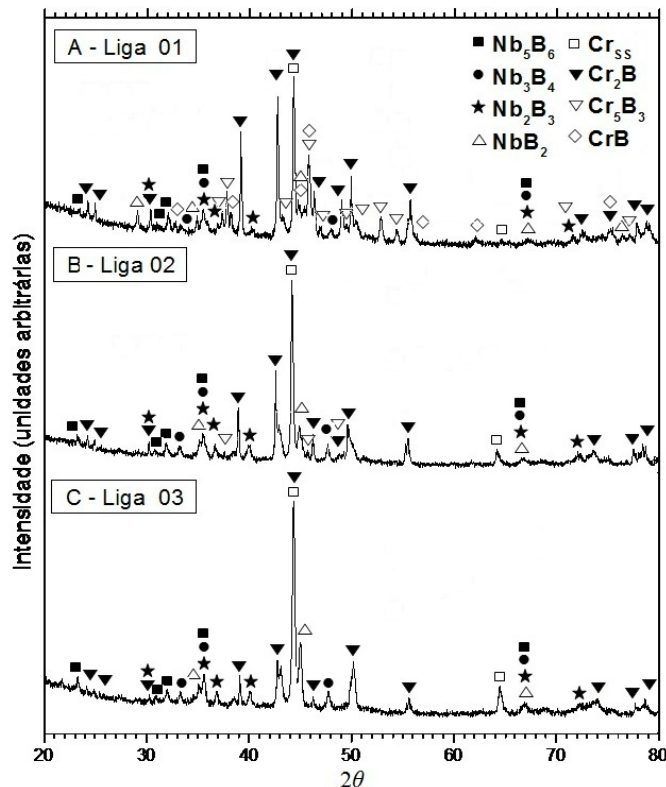 A - Liga 01
Nb5B6
Nb3B4
Nb2B3
NbB2
Crss
Cr2B
Cr5B3
CrB
B - Liga 02
C - Liga 03
Intensidade (unidades arbitrárias)
20 30 40 50 60 70 80
2θ